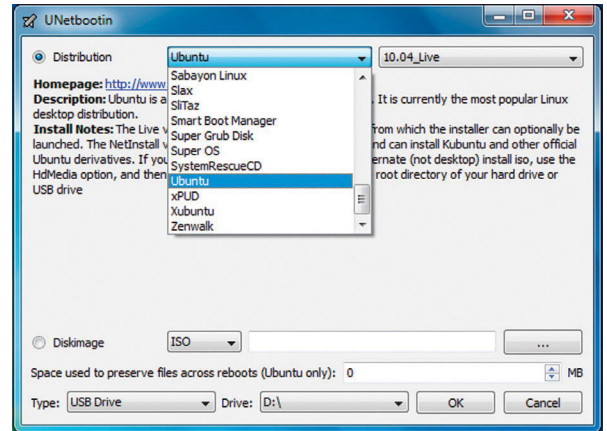 UNetbootin
Distribution Ubuntu 10.04_Live
Sabayon Linux
Slax
SliTaz
Smart Boot Manager
Super Grub Disk
Super OS
SystemRescueCD
Ubuntu
xPUD
Xubuntu
Zenwalk
Homepage: http://www
Description: Ubuntu is a . It is currently the most popular Linux
desktop distribution.
Install Notes: The Live v from which the installer can optionally be
launched. The NetInstall v nd can install Kubuntu and other official
Ubuntu derivatives. If you ernate (not desktop) install iso, use the
HdMedia option, and then root directory of your hard drive or
USB drive
Diskimage ISO ...
Space used to preserve files across reboots (Ubuntu only): 0 MB
Type: USB Drive Drive: D:\ OK Cancel